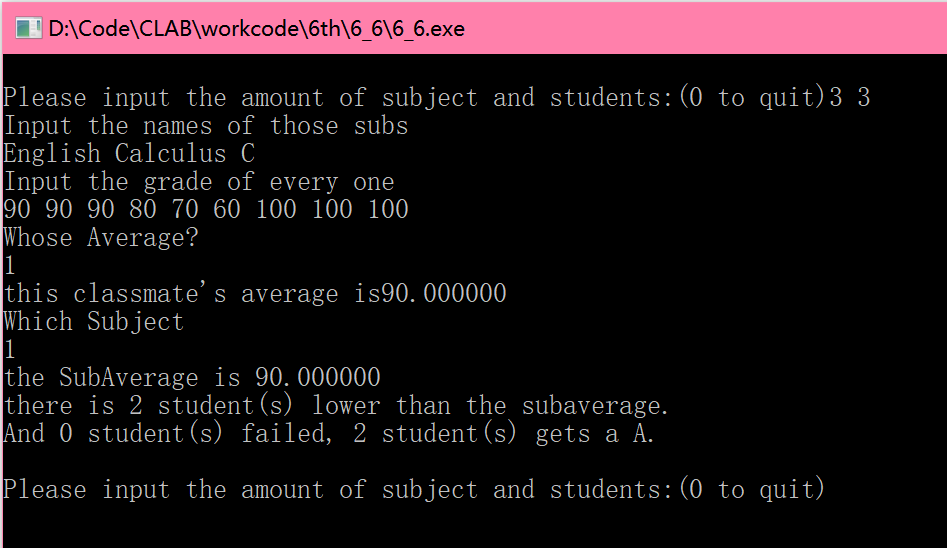 D:\Code\CLAB\workcode\6th\6_6\6_6.exe
Please input the amount of subject and students:(0 to quit)3 3
Input the names of those subs
English Calculus C
Input the grade of every one
90 90 90 80 70 60 100 100 100
Whose Average?
1
this classmate's average is90.000000
Which Subject
1
the SubAverage is 90.000000
there is 2 student(s) lower than the subaverage.
And 0 student(s) failed, 2 student(s) gets a A.
Please input the amount of subject and students:(0 to quit)